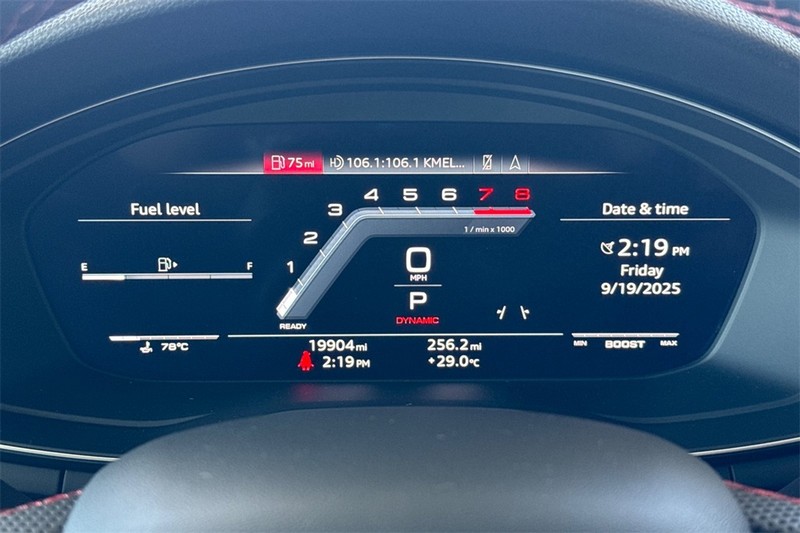 75 mi 106.1:106.1 KMEL...
Fuel level
E F
1 2 3 4 5 6 7 8
1 / min x 1000
0
MPH
P
DYNAMIC
READY
Date & time
2:19 PM
Friday
9/19/2025
78°C
19904 mi 256.2 mi
2:19 PM +29.0°C
MIN BOOST MAX